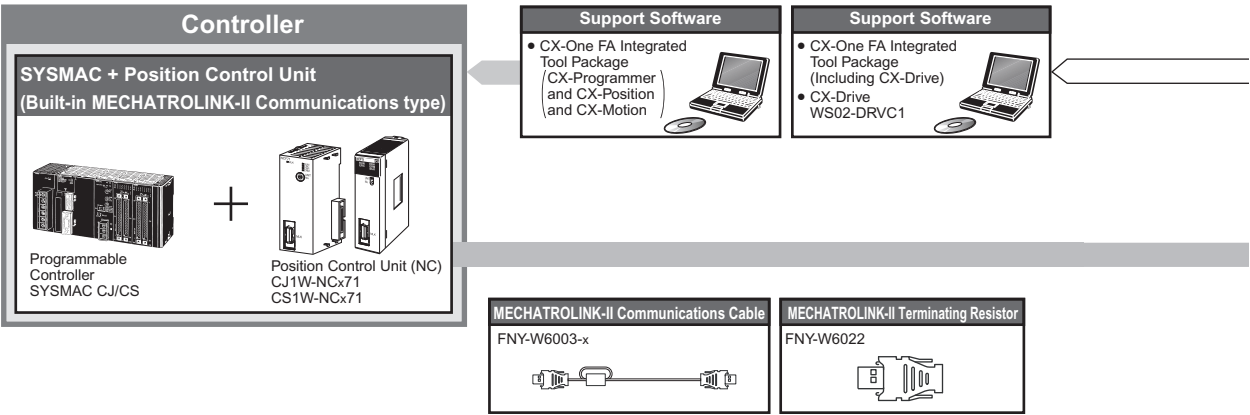 Controller
SYSMAC + Position Control Unit
(Built-in MECHATROLINK-II Communications type)
Programmable
Controller
SYSMAC CJ/CS
Position Control Unit (NC)
CJ1W-NCx71
CS1W-NCx71
Support Software
• CX-One FA Integrated
Tool Package
(CX-Programmer
and CX-Position
and CX-Motion)
Support Software
• CX-One FA Integrated
Tool Package
(Including CX-Drive)
• CX-Drive
WS02-DRVC1
MECHATROLINK-II Communications Cable
FNY-W6003-x
MECHATROLINK-II Terminating Resistor
FNY-W6022